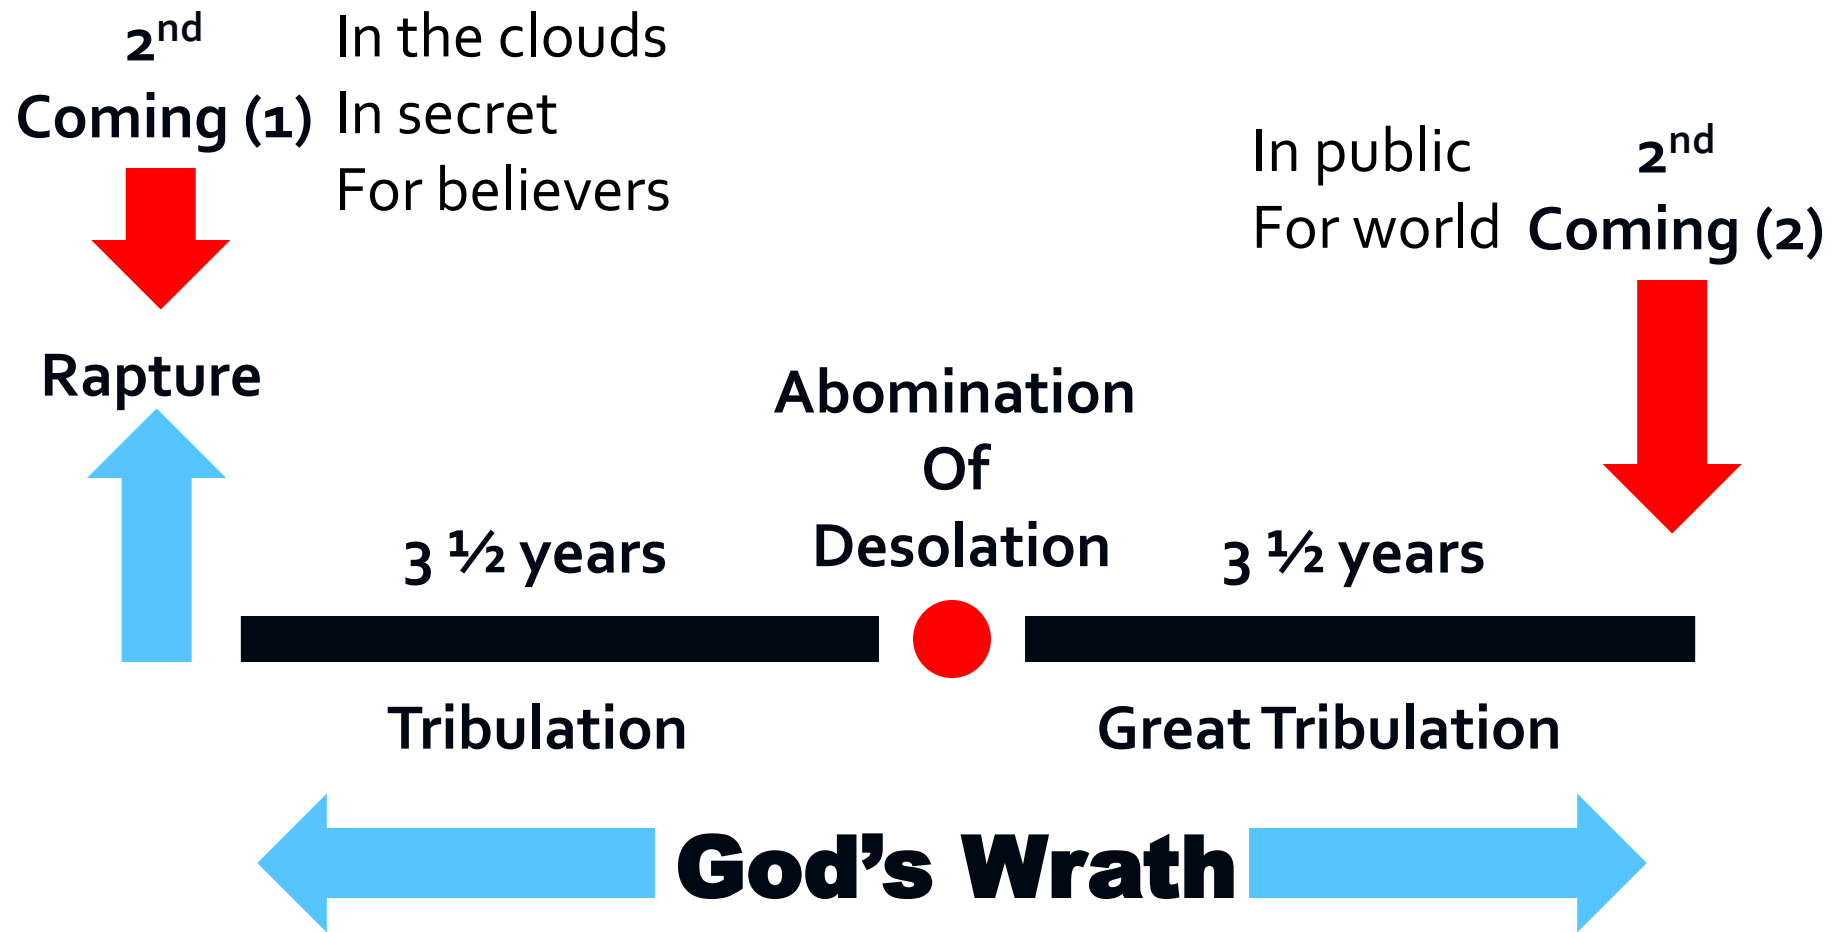 2nd
Coming (1)
In the clouds
In secret
For believers
In public
For world
2nd
Coming (2)
Rapture
Abomination
Of
Desolation
3 ½ years
3 ½ years
Tribulation
Great Tribulation
God’s Wrath